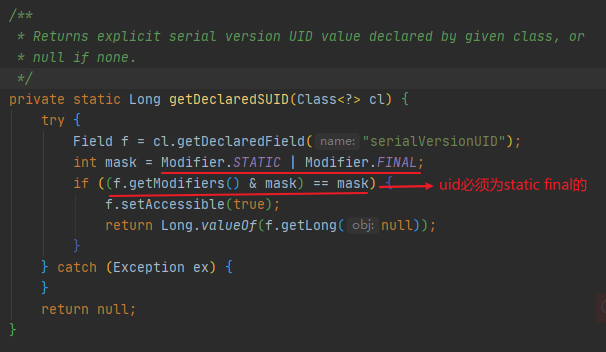 /**
 * Returns explicit serial version UID value declared by given class, or
 * null if none.
 */
private static Long getDeclaredSUID(Class<?> cl) {
    try {
        Field f = cl.getDeclaredField( name: "serialVersionUID");
        int mask = Modifier.STATIC | Modifier.FINAL;
        if ((f.getModifiers() & mask) == mask) { uid必须为static final的
            f.setAccessible(true);
            return Long.valueOf(f.getLong( obj: null));
        }
    } catch (Exception ex) {
    }
    return null;
}